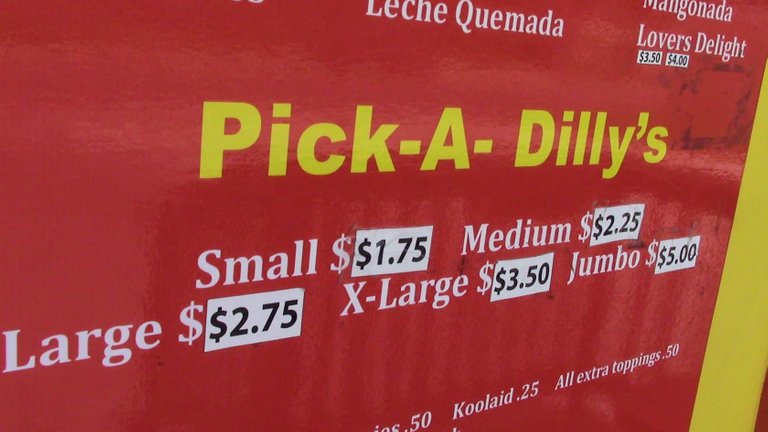 Leche Quemada
Mangonada
Lovers Delight
$3.50 $4.00
Pick-A- Dilly's
Small $ $1.75 Medium $ $2.25
Large $ $2.75 X-Large $ $3.50 Jumbo $ $5.00
.50 Koolaid .25 All extra toppings .50